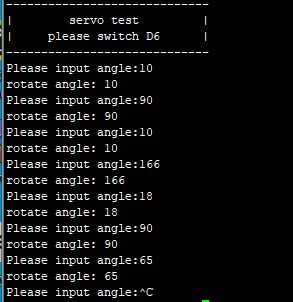 -------------------------------
|         servo test          |
|      please switch D6       |
-------------------------------
Please input angle:10
rotate angle: 10
Please input angle:90
rotate angle: 90
Please input angle:10
rotate angle: 10
Please input angle:166
rotate angle: 166
Please input angle:18
rotate angle: 18
Please input angle:90
rotate angle: 90
Please input angle:65
rotate angle: 65
Please input angle:^C